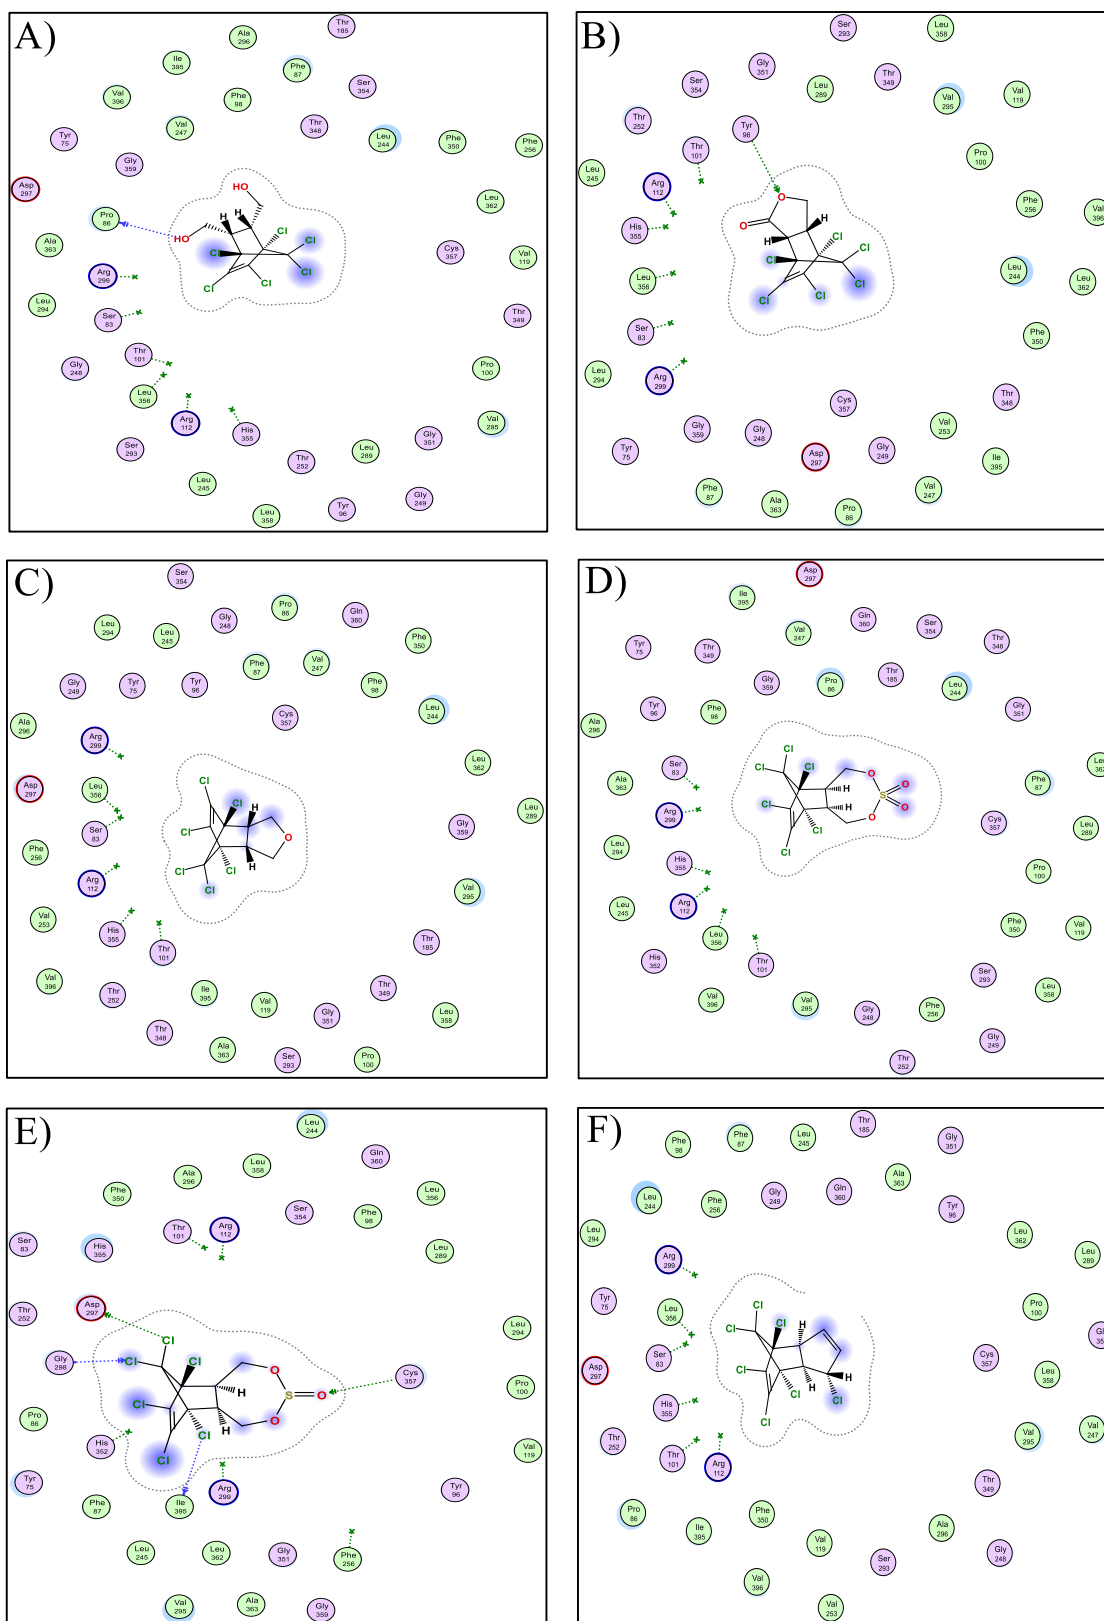 A)
Thr 185
Ala 296
Ile 395
Phe 87
Ser 354
Val 396
Phe 98
Thr 348
Val 247
Leu 244
Phe 350
Phe 256
Tyr 75
Gly 359
Asp 297
HO
H
H
Leu 362
Pro 86
HO
Cl
Cl
Cl
Cl
Cl
Cl
Ala 363
Cys 357
Val 119
Arg 299
Leu 294
Ser 83
Thr 349
Thr 101
Gly 248
Leu 356
Pro 100
Arg 112
His 355
Val 295
Ser 293
Gly 351
Leu 289
Thr 252
Leu 245
Gly 249
Leu 358
Tyr 96
B)
Ser 293
Leu 358
Gly 351
Thr 349
Ser 354
Leu 289
Val 295
Val 119
Thr 252
Tyr 96
Thr 101
Pro 100
Leu 245
Arg 112
O
O
H
H
Phe 256
Val 396
His 355
Cl
Cl
Cl
Cl
Cl
Cl
Leu 244
Leu 362
Leu 356
Ser 83
Phe 350
Leu 294
Arg 299
Thr 348
Cys 357
Gly 359
Gly 248
Val 253
Tyr 75
Asp 297
Gly 249
Ile 395
Phe 87
Val 247
Ala 363
Pro 86
C)
Ser 354
Pro 86
Gln 360
Leu 294
Leu 245
Gly 248
Phe 350
Phe 87
Val 247
Gly 249
Tyr 75
Tyr 96
Phe 98
Leu 244
Ala 296
Cys 357
Arg 299
Leu 362
Asp 297
Leu 356
Cl
Cl
H
Leu 289
Ser 83
Cl
O
Gly 359
Phe 256
Cl
Cl
H
Arg 112
Cl
Val 295
Val 253
His 355
Thr 101
Thr 185
Val 396
Thr 252
Ile 395
Val 119
Thr 349
Gly 351
Leu 358
Thr 348
Ala 363
Ser 293
Pro 100
D)
Asp 297
Ile 395
Gln 360
Ser 354
Val 247
Thr 348
Tyr 75
Thr 349
Thr 185
Gly 359
Pro 86
Leu 244
Tyr 96
Phe 98
Gly 351
Ala 296
Cl
Cl
Cl
Leu 362
Ser 83
O
O
S
O
O
H
H
Ala 363
Phe 87
Arg 299
Cl
Cl
Cl
Cys 357
Leu 289
Leu 294
His 355
Pro 100
Leu 245
Arg 112
Phe 350
Val 119
Leu 356
His 352
Thr 101
Ser 293
Leu 358
Val 396
Val 295
Gly 248
Phe 256
Gly 249
Thr 252
E)
Leu 244
Gln 360
Leu 358
Ala 296
Leu 356
Phe 350
Ser 354
Phe 98
Thr 101
Arg 112
Ser 83
His 355
Leu 289
Asp 297
Thr 252
Leu 294
Cl
Cl
Cl
Gly 298
O
S
O
O
H
H
Cys 357
Pro 100
Cl
Cl
Cl
Pro 86
His 352
Val 119
Tyr 75
Arg 299
Tyr 96
Phe 87
Ile 395
Leu 245
Leu 362
Gly 351
Phe 256
Val 295
Ala 363
Gly 359
F)
Thr 185
Phe 98
Phe 87
Leu 245
Gly 351
Ala 363
Leu 244
Phe 256
Gly 249
Gln 360
Tyr 96
Leu 294
Leu 362
Leu 289
Arg 299
Tyr 75
Leu 356
Cl
Cl
Cl
H
H
H
Pro 100
Ser 83
Cys 357
Asp 297
Cl
Cl
Cl
Cl
Leu 358
His 355
Thr 252
Thr 101
Arg 112
Val 295
Val 247
Thr 349
Pro 86
Ile 395
Phe 350
Val 119
Ala 296
Ser 293
Gly 248
Val 396
Val 253